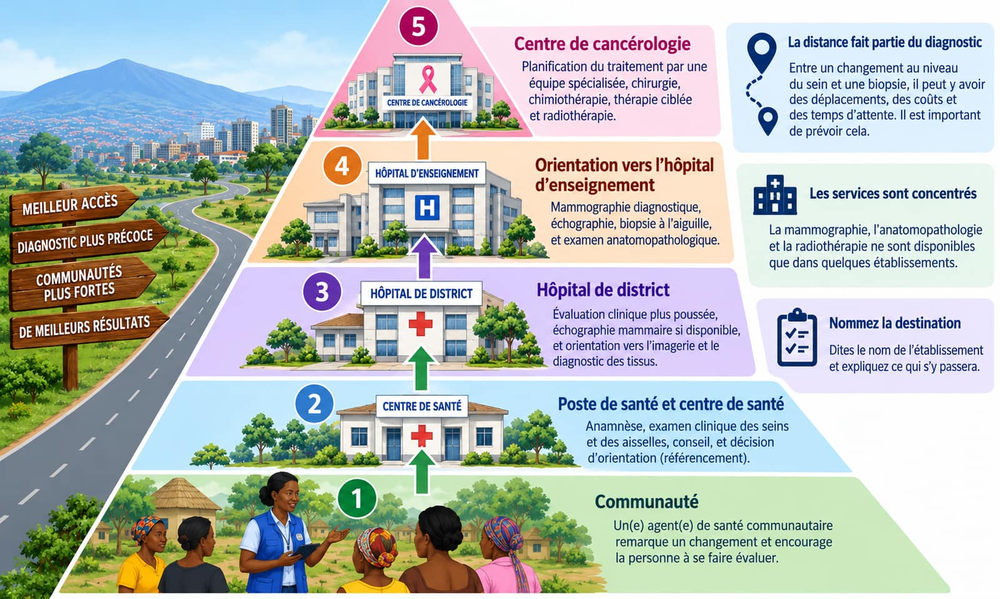 5
Centre de cancérologie
Planification du traitement par une
équipe spécialisée, chirurgie,
chimiothérapie, thérapie ciblée
et radiothérapie.
CENTRE DE CANCÉROLOGIE
4
HÔPITAL D'ENSEIGNEMENT
H
Orientation vers l'hôpital
d'enseignement
Mammographie diagnostique,
échographie, biopsie à l'aiguille,
et examen anatomopathologique.
3
HÔPITAL DE DISTRICT
Hôpital de district
Évaluation clinique plus poussée,
échographie mammaire si disponible,
et orientation vers l'imagerie et le
diagnostic des tissus.
2
CENTRE DE SANTÉ
Poste de santé et centre de santé
Anamnèse, examen clinique des seins
et des aisselles, conseil, et décision
d'orientation (référencement).
1
Communauté
Un(e) agent(e) de santé communautaire
remarque un changement et encourage
la personne à se faire évaluer.
MEILLEUR ACCÈS
DIAGNOSTIC PLUS PRÉCOCE
COMMUNAUTÉS
PLUS FORTES
DE MEILLEURS RÉSULTATS
La distance fait partie du diagnostic
Entre un changement au niveau
du sein et une biopsie, il peut y avoir
des déplacements, des coûts et
des temps d'attente. Il est important
de prévoir cela.
Les services sont concentrés
La mammographie, l'anatomopathologie
et la radiothérapie ne sont disponibles
que dans quelques établissements.
Nommez la destination
Dites le nom de l'établissement
et expliquez ce qui s'y passera.